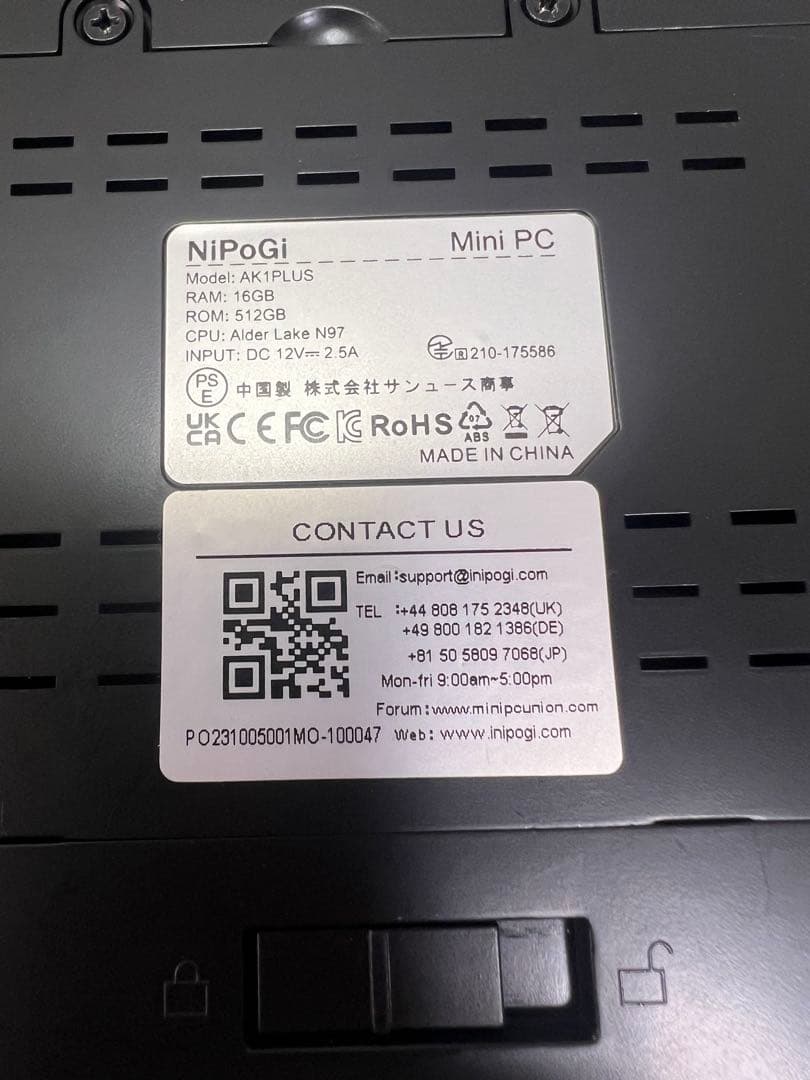 NiPoGi Mini PC
Model: AK1PLUS
RAM: 16GB
ROM: 512GB
CPU: Alder Lake N97
INPUT: DC 12V⎓2.5A R 210-175586
PSE 中国製 株式会社サンュース商事
UKCA CE FC KC RoHS 07 ABS
MADE IN CHINA
CONTACT US
Email:support@inipogi.com
TEL :+44 808 175 2348(UK)
+49 800 182 1386(DE)
+81 50 5809 7068(JP)
Mon-fri 9:00am~5:00pm
Forum:www.minipcunion.com
PO231005001MO-100047 Web: www.inipogi.com